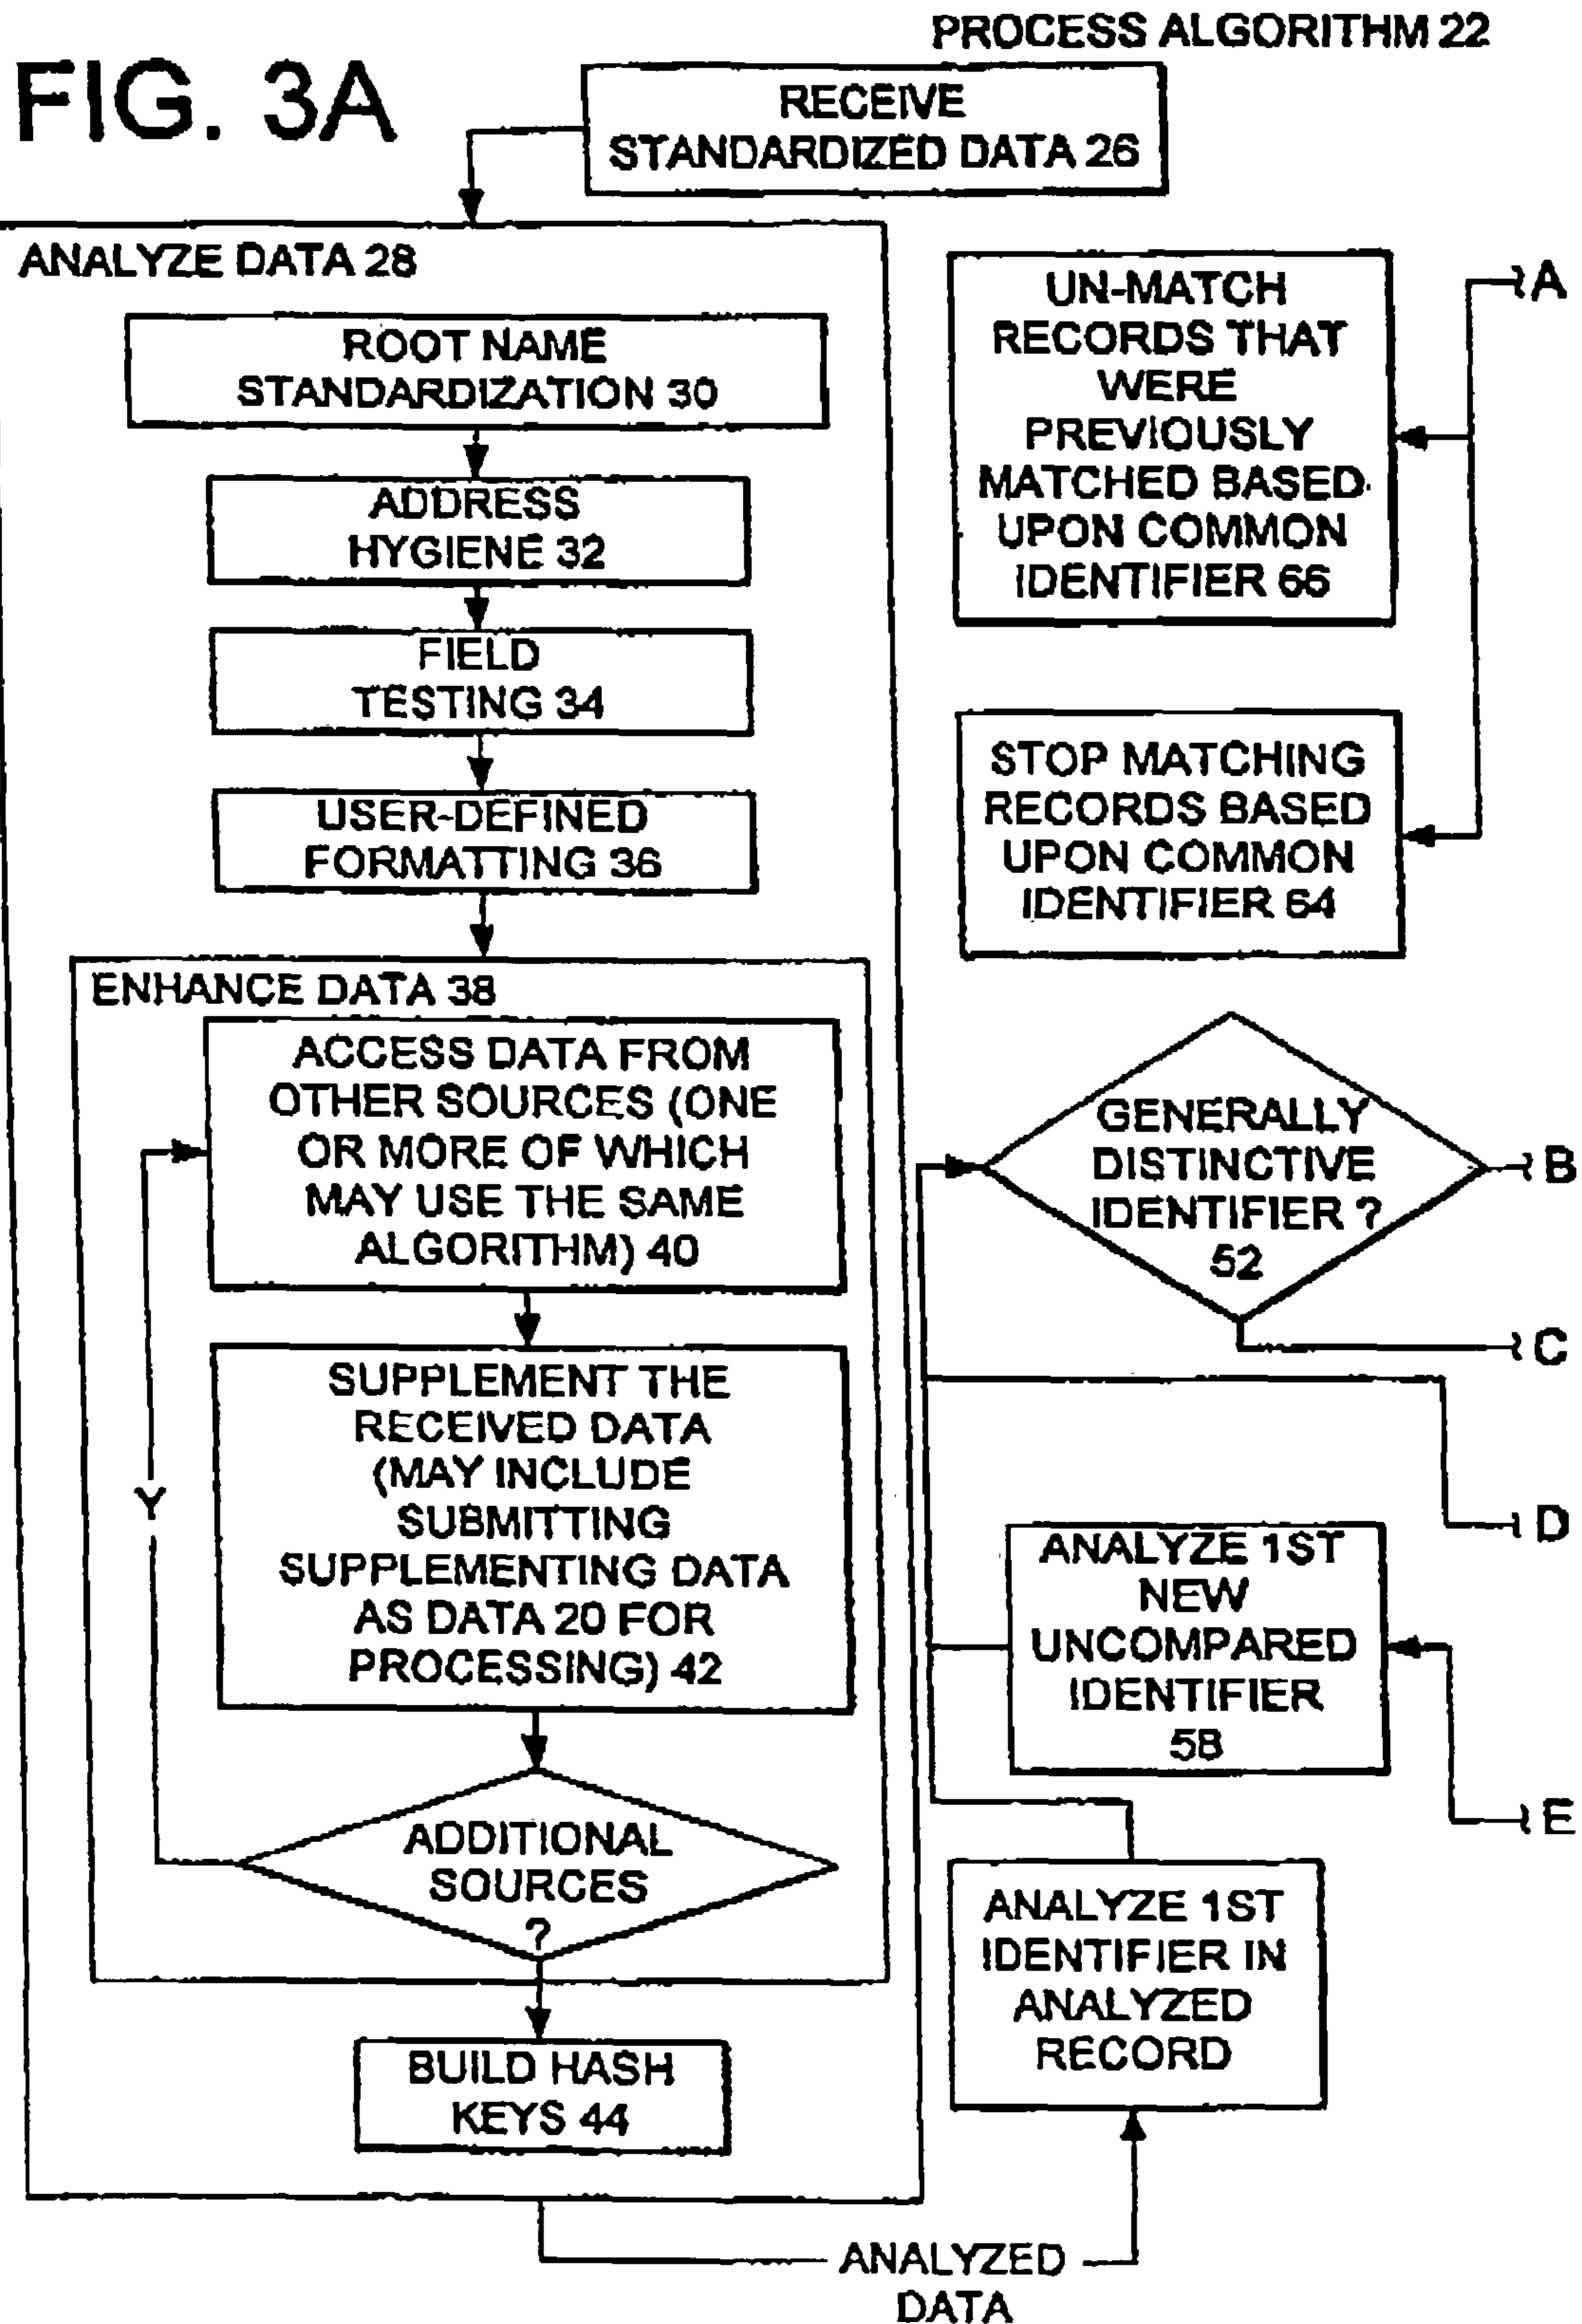 PROCESS ALGORITHM 22
FIG. 3A
RECEIVE
STANDARDIZED DATA 26
ANALYZE DATA 28
ROOT NAME
STANDARDIZATION 30
ADDRESS
HYGIENE 32
FIELD
TESTING 34
USER-DEFINED
FORMATTING 36
ENHANCE DATA 38
ACCESS DATA FROM
OTHER SOURCES (ONE
OR MORE OF WHICH
MAY USE THE SAME
ALGORITHM) 40
SUPPLEMENT THE
RECEIVED DATA
(MAY INCLUDE
SUBMITTING
SUPPLEMENTING DATA
AS DATA 20 FOR
PROCESSING) 42
Y
ADDITIONAL
SOURCES
?
BUILD HASH
KEYS 44
UN-MATCH
RECORDS THAT
WERE
PREVIOUSLY
MATCHED BASED
UPON COMMON
IDENTIFIER 66
A
STOP MATCHING
RECORDS BASED
UPON COMMON
IDENTIFIER 64
GENERALLY
DISTINCTIVE
IDENTIFIER ?
52
B
C
D
ANALYZE 1ST
NEW
UNCOMPARED
IDENTIFIER
58
E
ANALYZE 1ST
IDENTIFIER IN
ANALYZED
RECORD
ANALYZED
DATA